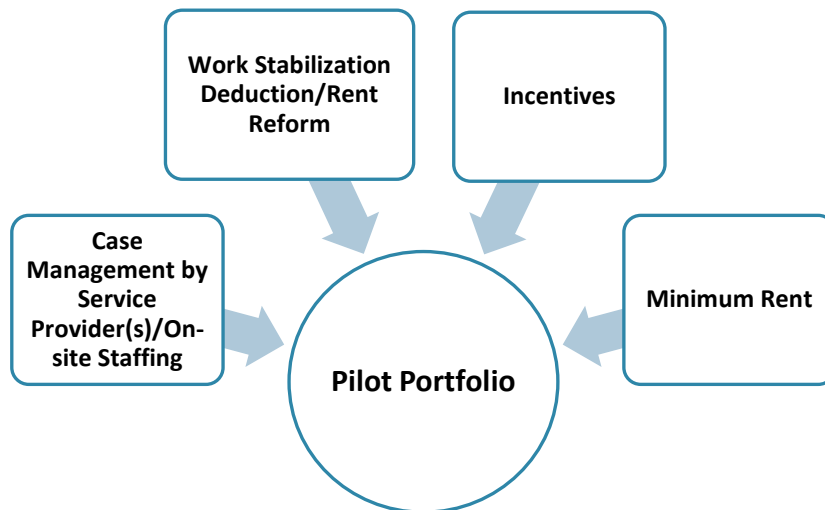 Work Stabilization
Deduction/Rent
Reform
Incentives
Case
Management by
Service
Provider(s)/On-
site Staffing
Minimum Rent
Pilot Portfolio